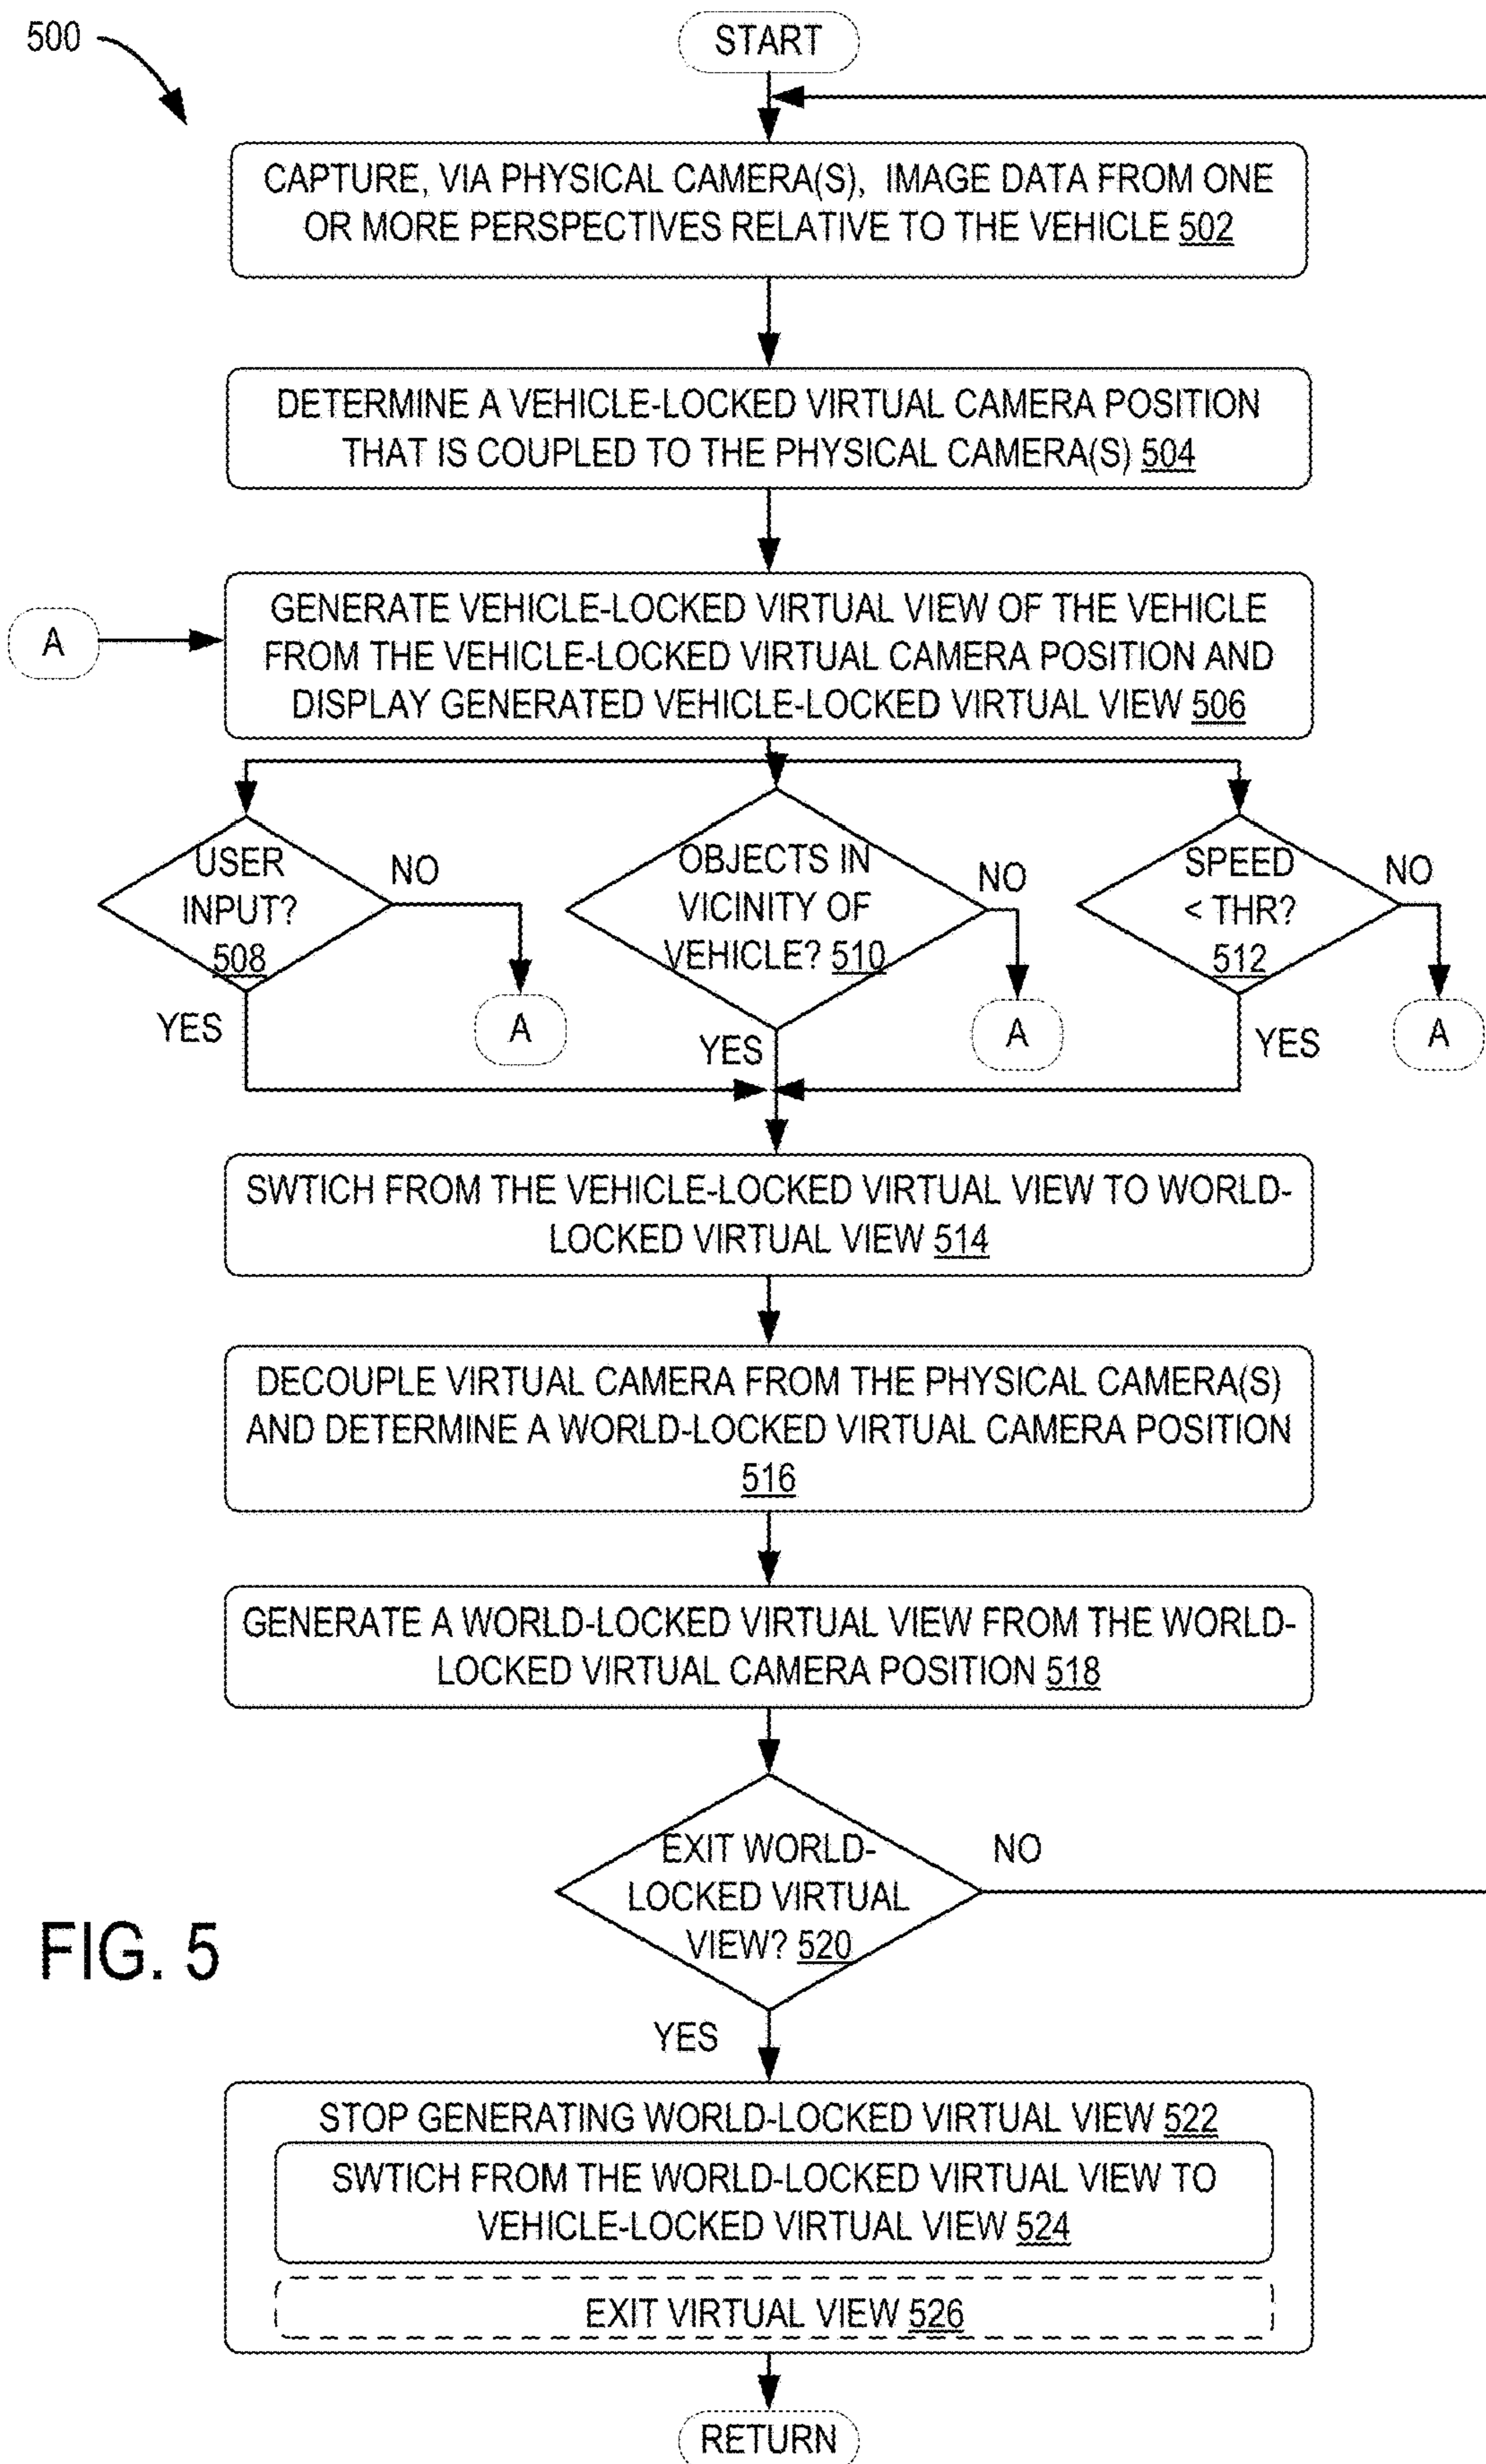 500
START
CAPTURE, VIA PHYSICAL CAMERA(S), IMAGE DATA FROM ONE
OR MORE PERSPECTIVES RELATIVE TO THE VEHICLE 502
DETERMINE A VEHICLE-LOCKED VIRTUAL CAMERA POSITION
THAT IS COUPLED TO THE PHYSICAL CAMERA(S) 504
A
GENERATE VEHICLE-LOCKED VIRTUAL VIEW OF THE VEHICLE
FROM THE VEHICLE-LOCKED VIRTUAL CAMERA POSITION AND
DISPLAY GENERATED VEHICLE-LOCKED VIRTUAL VIEW 506
USER
INPUT?
508
NO
A
YES
OBJECTS IN
VICINITY OF
VEHICLE? 510
NO
A
YES
SPEED
< THR?
512
NO
A
YES
SWTICH FROM THE VEHICLE-LOCKED VIRTUAL VIEW TO WORLD-
LOCKED VIRTUAL VIEW 514
DECOUPLE VIRTUAL CAMERA FROM THE PHYSICAL CAMERA(S)
AND DETERMINE A WORLD-LOCKED VIRTUAL CAMERA POSITION
516
GENERATE A WORLD-LOCKED VIRTUAL VIEW FROM THE WORLD-
LOCKED VIRTUAL CAMERA POSITION 518
EXIT WORLD-
LOCKED VIRTUAL
VIEW? 520
NO
YES
FIG. 5
STOP GENERATING WORLD-LOCKED VIRTUAL VIEW 522
SWTICH FROM THE WORLD-LOCKED VIRTUAL VIEW TO
VEHICLE-LOCKED VIRTUAL VIEW 524
EXIT VIRTUAL VIEW 526
RETURN